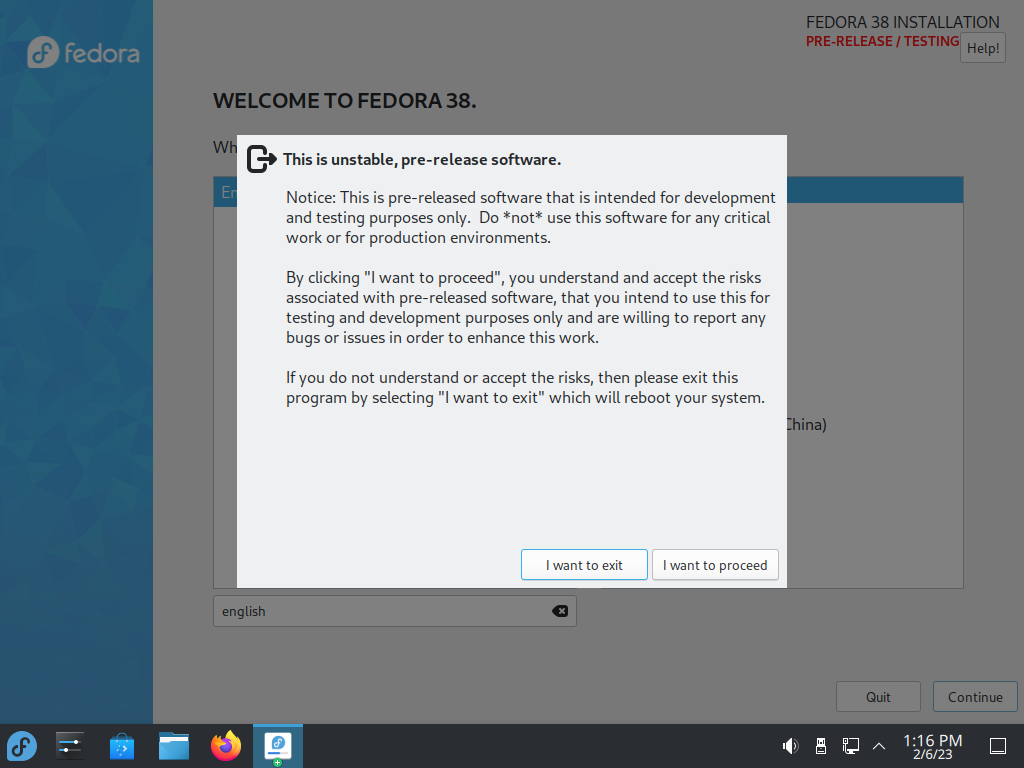 fedora
FEDORA 38 INSTALLATION
PRE-RELEASE / TESTING
Help!
WELCOME TO FEDORA 38.
Wh
En
This is unstable, pre-release software.
Notice: This is pre-released software that is intended for development
and testing purposes only.  Do *not* use this software for any critical
work or for production environments.
By clicking "I want to proceed", you understand and accept the risks
associated with pre-released software, that you intend to use this for
testing and development purposes only and are willing to report any
bugs or issues in order to enhance this work.
If you do not understand or accept the risks, then please exit this
program by selecting "I want to exit" which will reboot your system.
China)
I want to exit
I want to proceed
english
Quit
Continue
1:16 PM
2/6/23